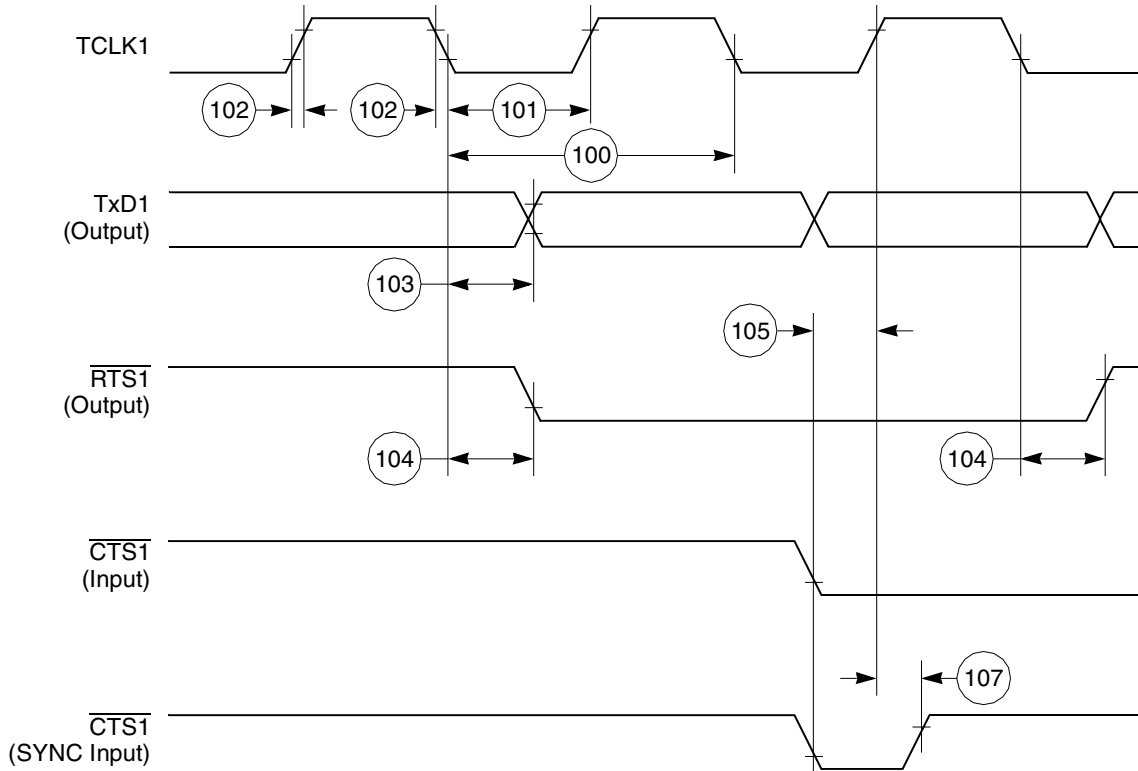 TCLK1
102
102
101
100
TxD1
(Output)
103
105
RTS1
(Output)
104
104
CTS1
(Input)
107
CTS1
(SYNC Input)